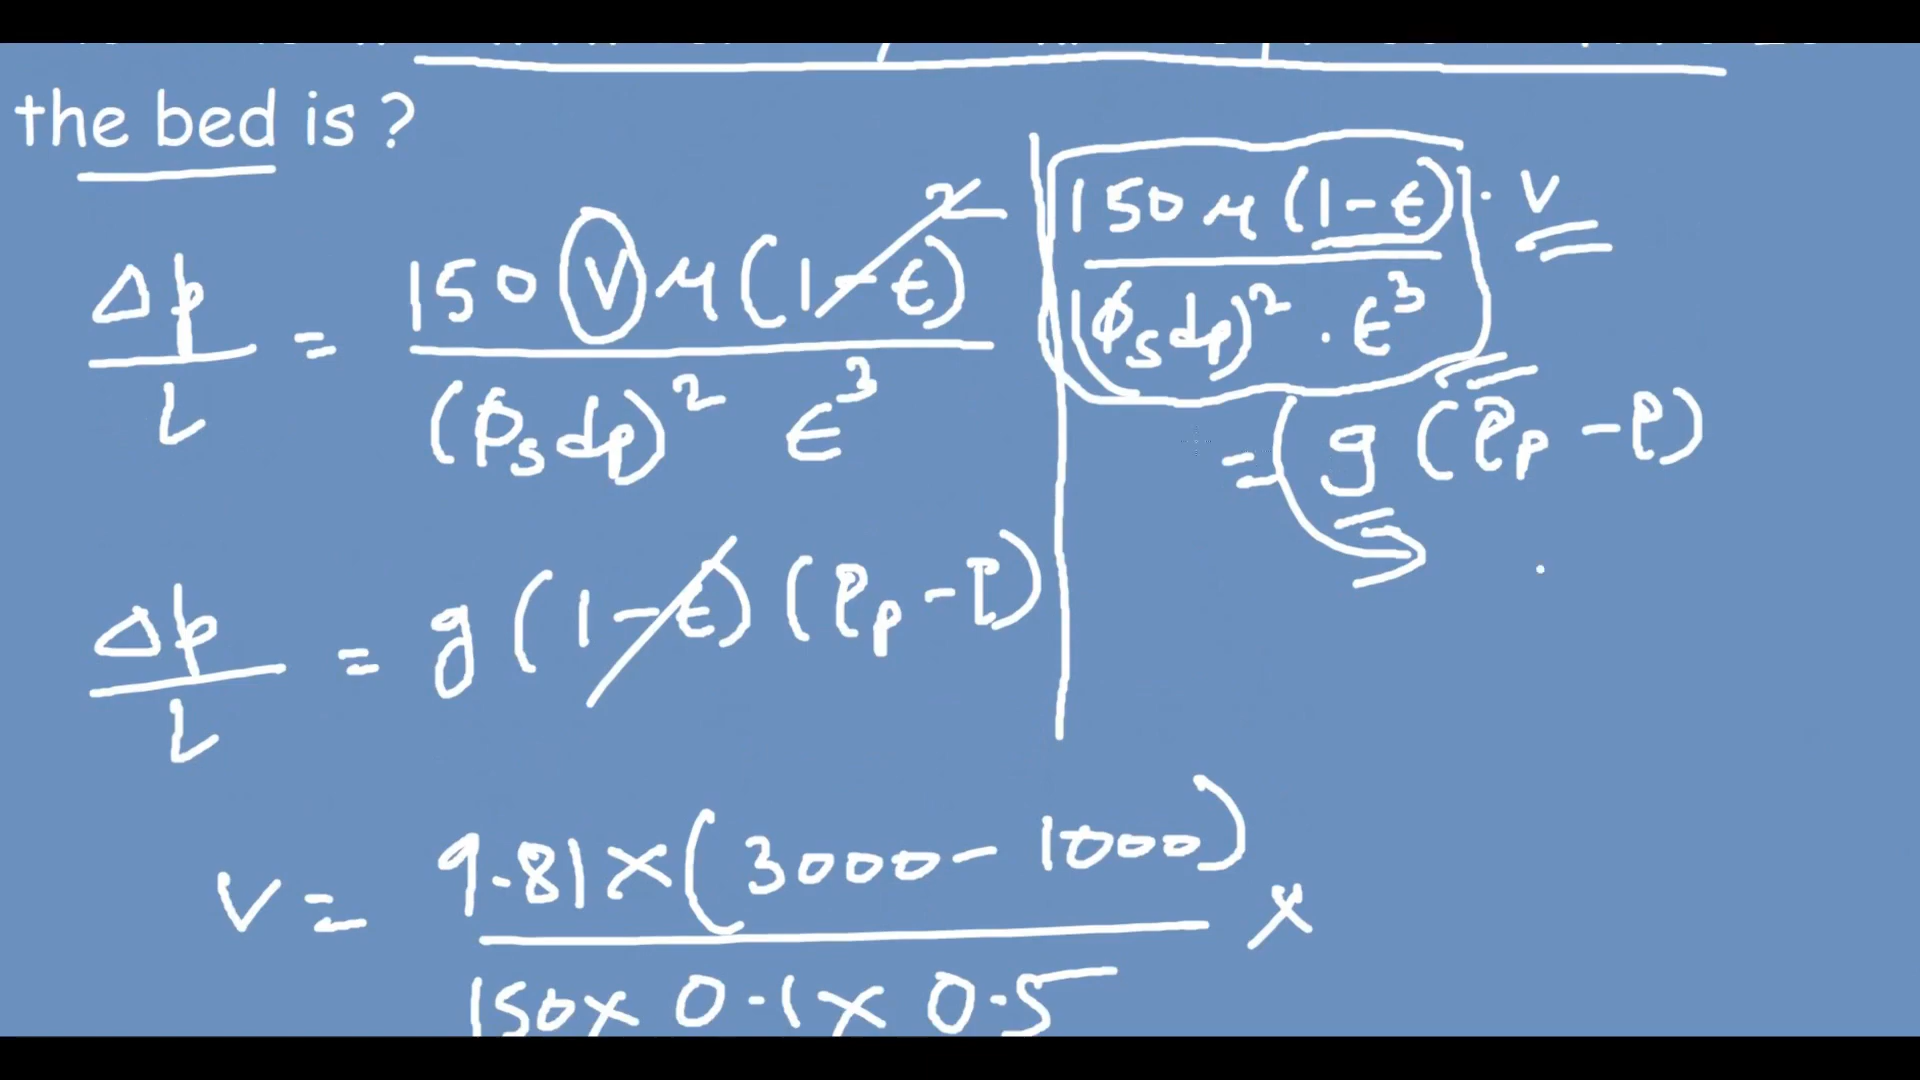 the bed is ?
Δp/L = 150 V μ (1-ε)² / (φs dp)² ε³
150 μ (1-ε) / (φs dp)² · ε³ · V
= g (ρp - ρ)
Δp/L = g (1-ε) (ρp - ρ)
V = 9.81 × (3000 - 1000) / 150 × 0.1 × 0.5 ×